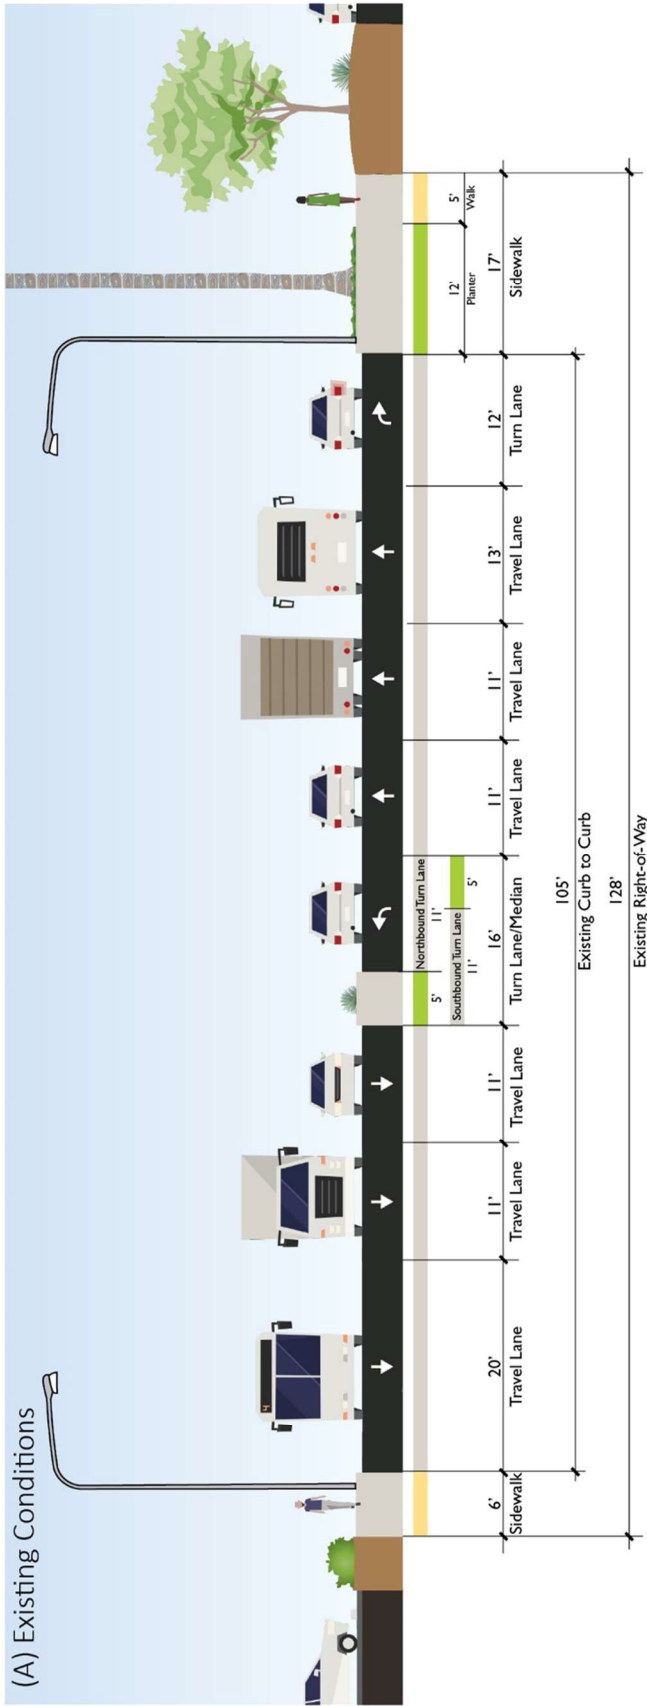 (A) Existing Conditions
4
Northbound Turn Lane
5' 11'
Southbound Turn Lane
11' 5'
12' 5'
Planter Walk
6' 20' 11' 11' 16' 11' 11' 13' 12' 17'
Sidewalk Travel Lane Travel Lane Travel Lane Turn Lane/Median Travel Lane Travel Lane Travel Lane Turn Lane Sidewalk
105'
Existing Curb to Curb
128'
Existing Right-of-Way